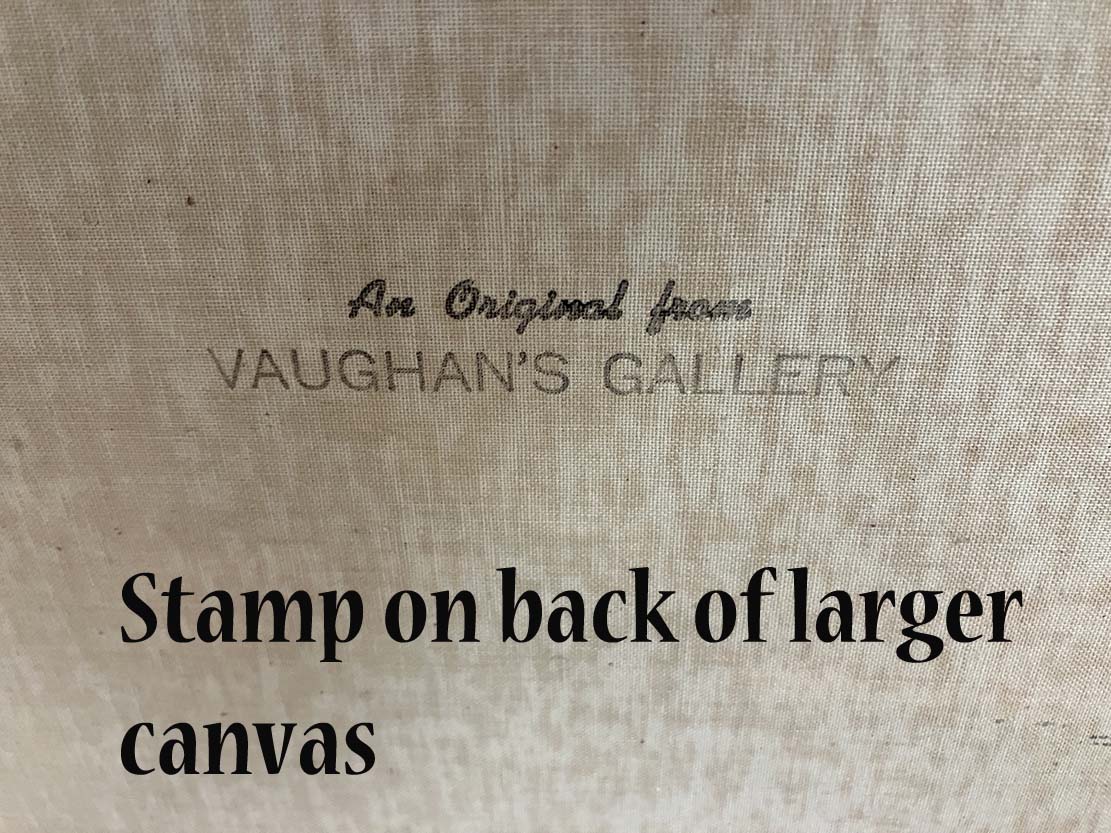 An Original from
VAUGHAN'S GALLERY
Stamp on back of larger
canvas